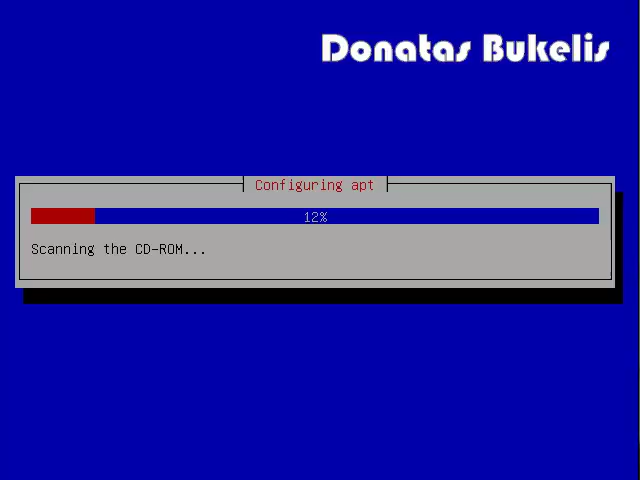 Donatas Bukelis
Configuring apt
12%
Scanning the CD-ROM...